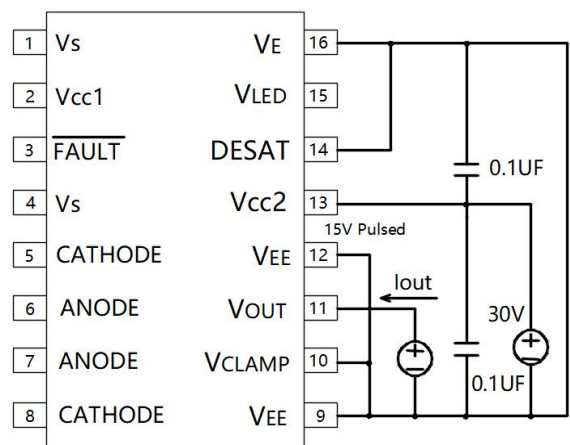 1 Vs VE 16
2 Vcc1 VLED 15
3 FAULT DESAT 14
0.1UF
4 Vs Vcc2 13
15V Pulsed
5 CATHODE VEE 12
Iout
6 ANODE VOUT 11
30V
7 ANODE VCLAMP 10
0.1UF
8 CATHODE VEE 9